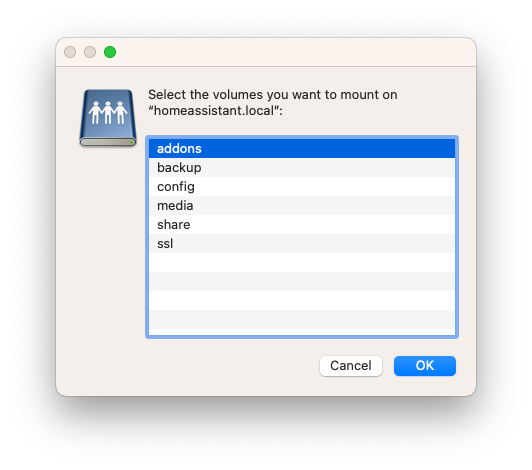 Select the volumes you want to mount on
“homeassistant.local”:
addons
backup
config
media
share
ssl
Cancel
OK